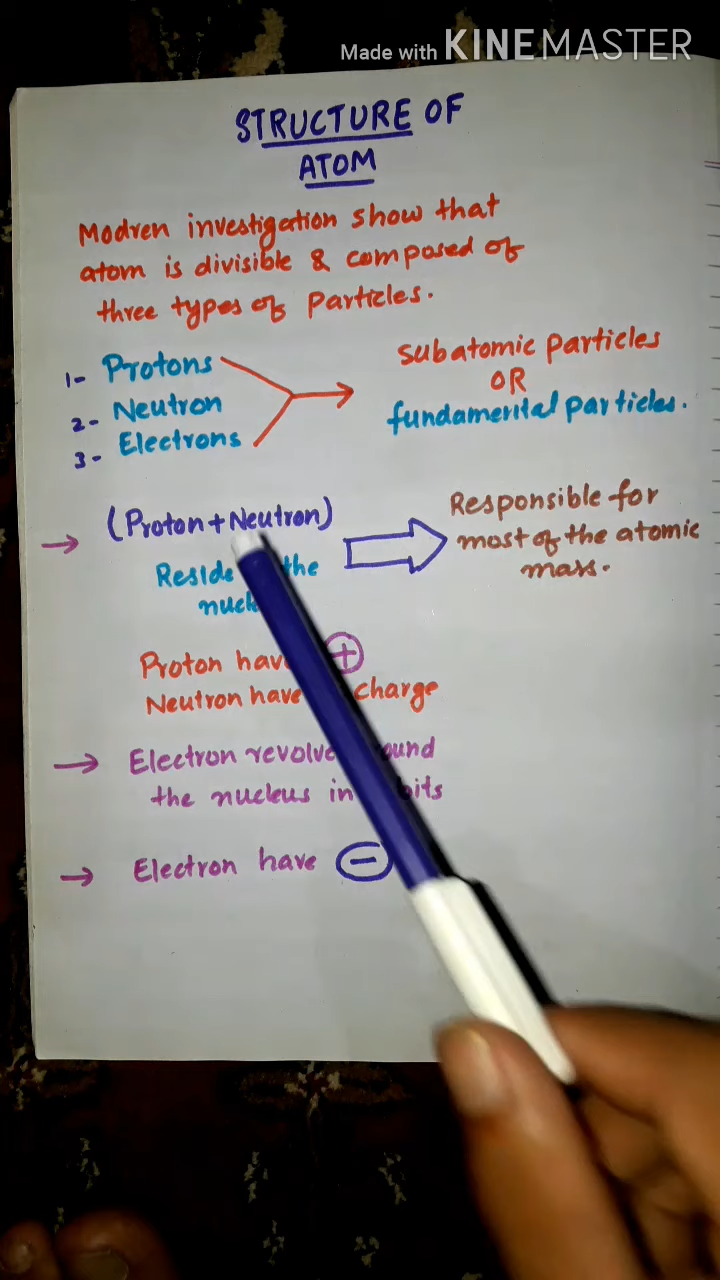 Made with KINEMASTER
STRUCTURE OF
ATOM
Modren investigation show that
atom is divisible & composed of
three types of particles.
1- Protons
2- Neutron
3- Electrons
subatomic particles
OR
fundamental particles.
→ (Proton + Neutron)
Reside the
Responsible for
most of the atomic
mass.
Proton have +
Neutron have charge
→ Electron revolve
the nucleus in
→ Electron have −